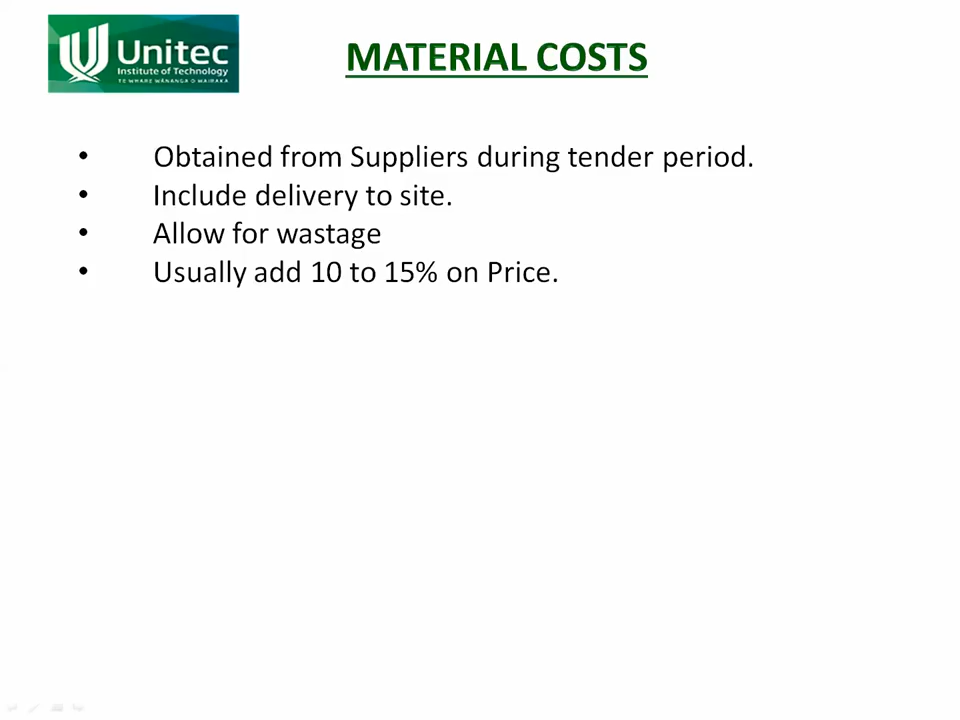 Unitec
Institute of Technology
TE WHARE WĀNANGA O WAIRAKA
MATERIAL COSTS
• Obtained from Suppliers during tender period.
• Include delivery to site.
• Allow for wastage
• Usually add 10 to 15% on Price.